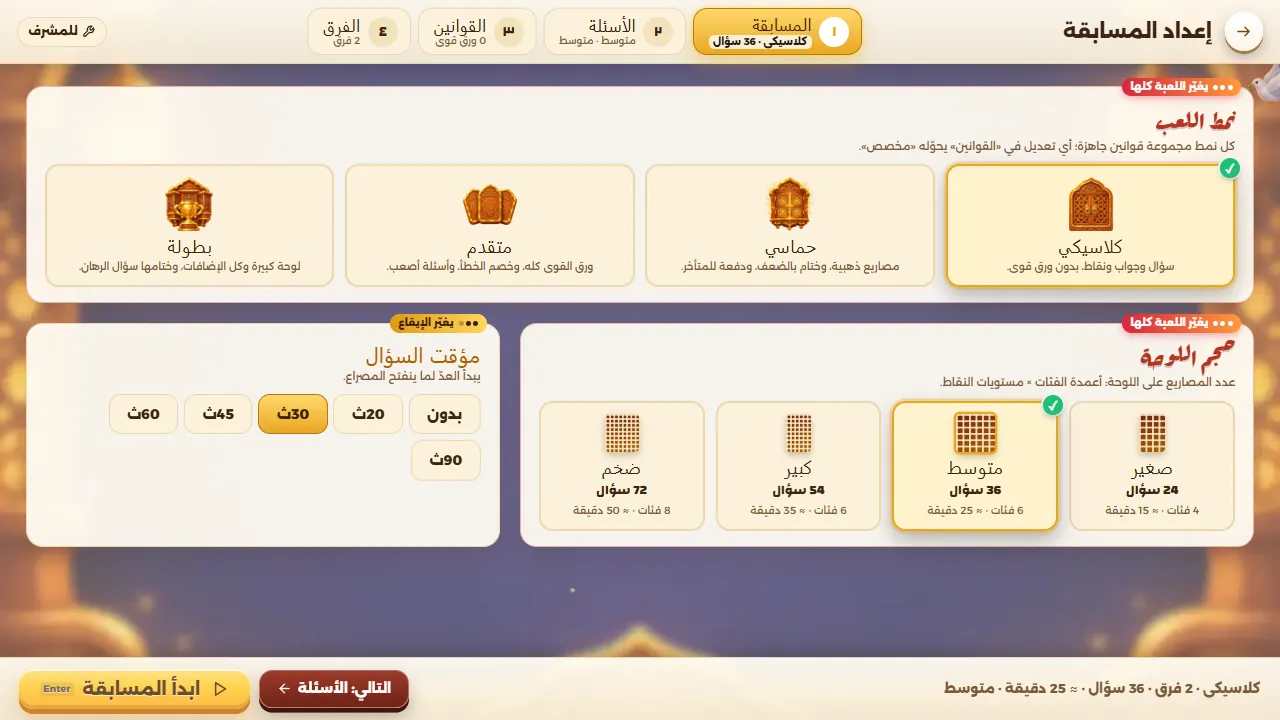 إعداد المسابقة
١ المسابقة
كلاسيكي · 36 سؤال
٢ الأسئلة
متوسط · متوسط
٣ القوانين
0 ورق قوى
٤ الفرق
2 فرق
للمشرف
يغيّر اللعبة كلها
نمط اللعب
كل نمط مجموعة قوانين جاهزة؛ أي تعديل في «القوانين» يحوّله «مخصص».
كلاسيكي
سؤال وجواب ونقاط، بدون ورق قوى.
حماسي
مصاريع ذهبية، وختام بالضعف، ودفعة للمتأخر.
متقدم
ورق القوى كله، وخصم الخطأ، وأسئلة أصعب.
بطولة
لوحة كبيرة وكل الإضافات، وختامها سؤال الرهان.
يغيّر اللعبة كلها
حجم اللوحة
عدد المصاريع على اللوحة: أعمدة الفئات × مستويات النقاط.
صغير
24 سؤال
4 فئات · ≈ 15 دقيقة
متوسط
36 سؤال
6 فئات · ≈ 25 دقيقة
كبير
54 سؤال
6 فئات · ≈ 35 دقيقة
ضخم
72 سؤال
8 فئات · ≈ 50 دقيقة
يغيّر الإيقاع
مؤقت السؤال
يبدأ العدّ لما ينفتح المصراع.
بدون 20ث 30ث 45ث 60ث
90ث
كلاسيكي · 2 فرق · 36 سؤال · ≈ 25 دقيقة · متوسط
التالي: الأسئلة ←
ابدأ المسابقة Enter